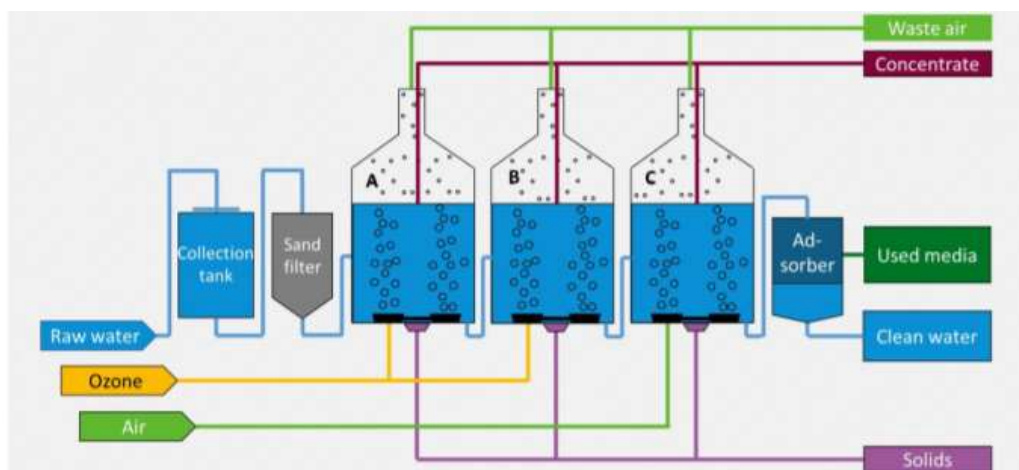 Waste air
Concentrate
A
B
C
Collection
tank
Sand
filter
Ad-
sorber
Used media
Raw water
Clean water
Ozone
Air
Solids